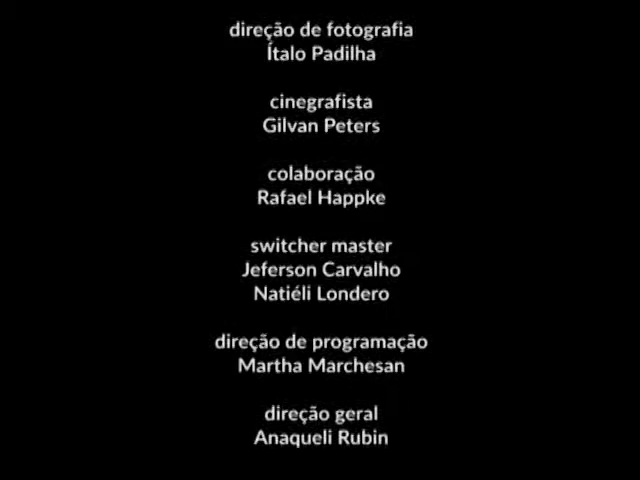 direção de fotografia
Ítalo Padilha
cinegrafista
Gilvan Peters
colaboração
Rafael Happke
switcher master
Jeferson Carvalho
Natiéli Londero
direção de programação
Martha Marchesan
direção geral
Anaqueli Rubin